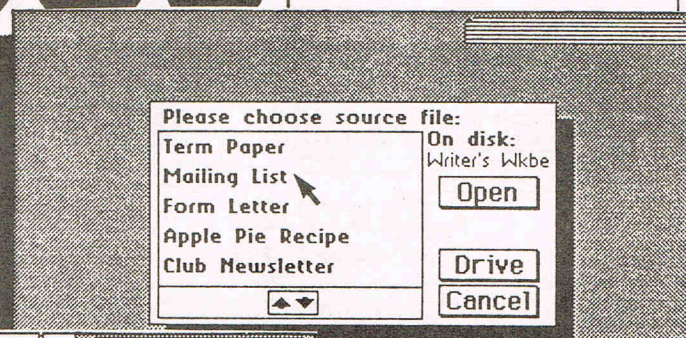 Please choose source file:
On disk:
Writer's Wkbe
Term Paper
Mailing List
Form Letter
Apple Pie Recipe
Club Newsletter
Open
Drive
Cancel